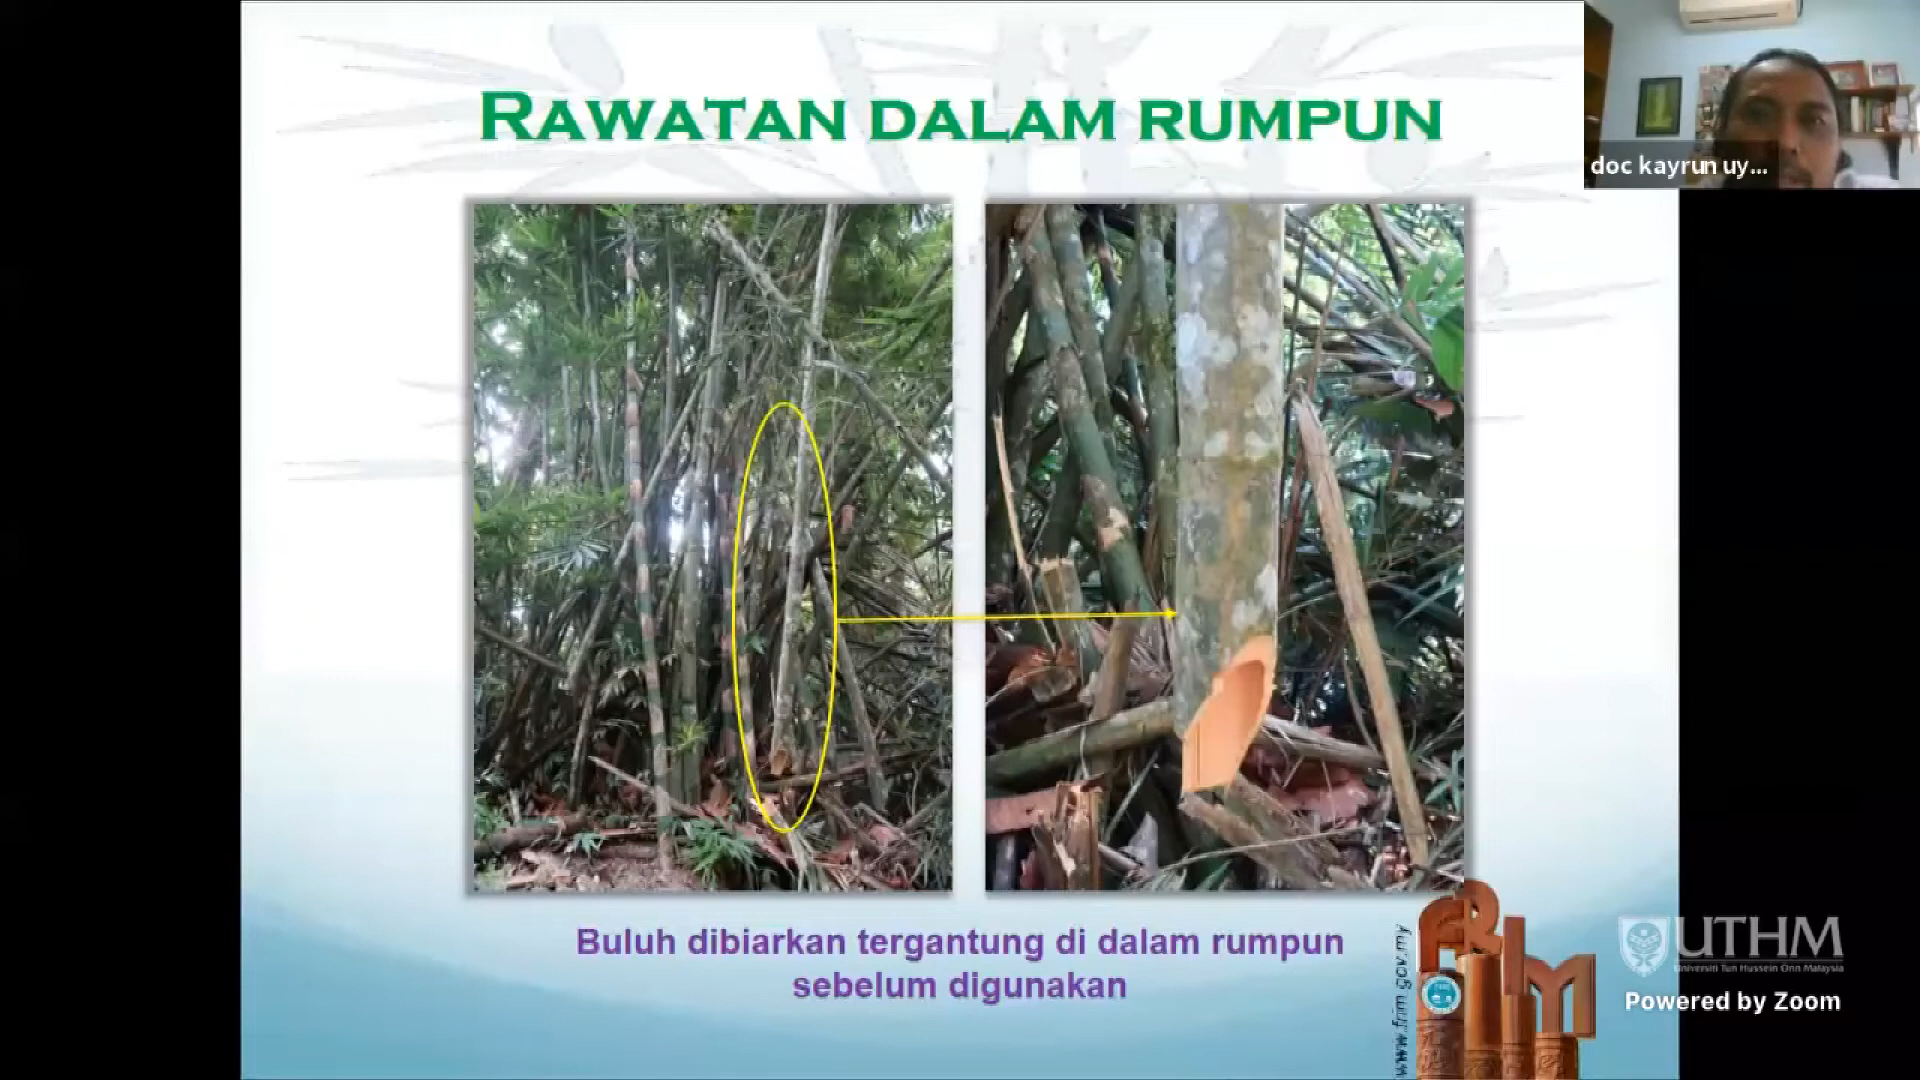 RAWATAN DALAM RUMPUN
doc kayrun uy...
Buluh dibiarkan tergantung di dalam rumpun
sebelum digunakan
www.frim.gov.my
FRIM
UTHM
Universiti Tun Hussein Onn Malaysia
Powered by Zoom